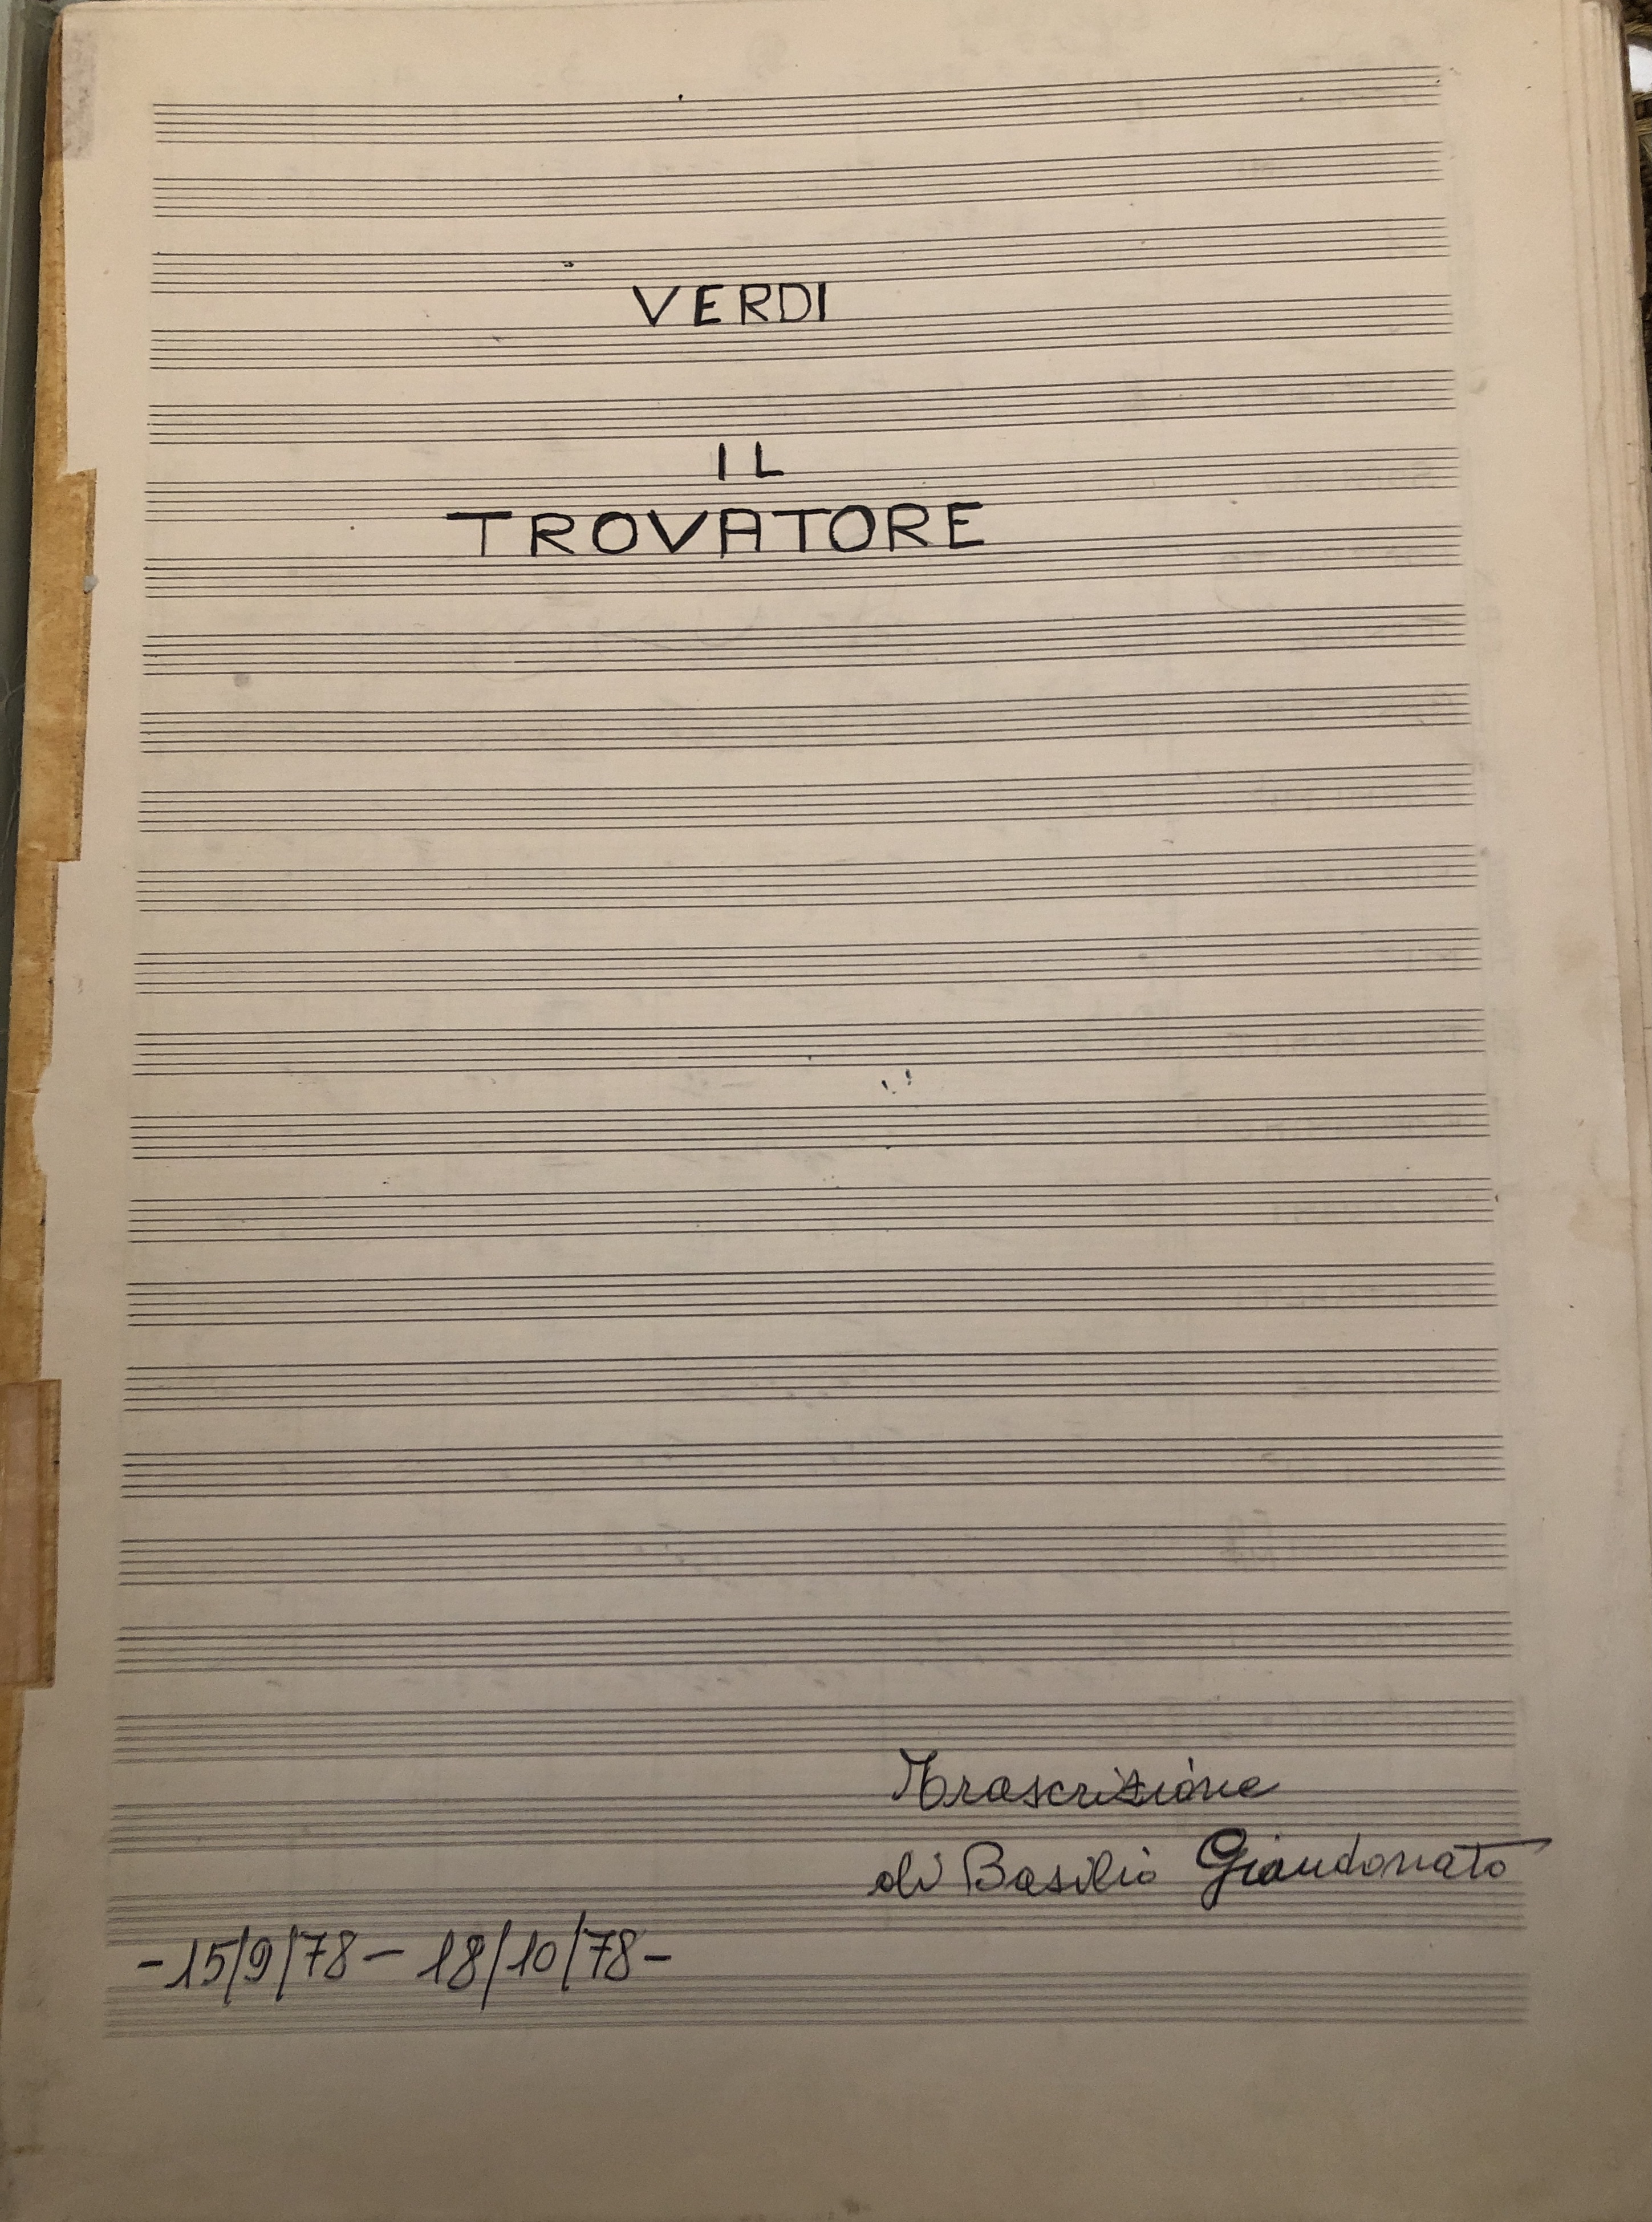 VERDI
IL
TROVATORE
Trascrizione
di Basilio Giandonato
-15/9/78 - 18/10/78-